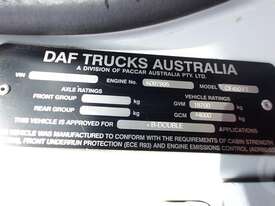 DAF TRUCKS AUSTRALIA
A DIVISION OF PACCAR AUSTRALIA PTY. LTD.
VIN ENGINE No. MODEL
AXLE RATINGS VEHICLE RATINGS
FRONT GROUP kg GVM kg
REAR GROUP kg GCM kg
THIS VEHICLE IS APPROVED FOR B-DOUBLE APPLICATIONS
VEHICLE WAS MANUFACTURED TO CONFORM WITH THE REQUIREMENTS OF CABIN STRENGTH
FRONT UNDERRUN PROTECTION (ECE R93) AND ENGINE EMISSIONS CONTROL